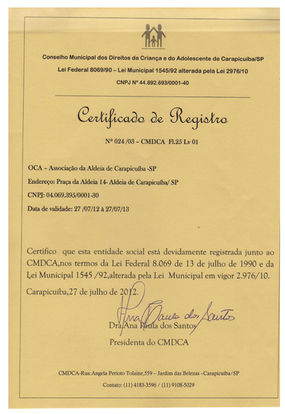 Conselho Municipal dos Direitos da Criança e do Adolescente de Carapicuiba/SP
Lei Federal 8069/90 – Lei Municipal 1545/92 alterada pela Lei 2976/10
CNPJ Nº 44.892.693/0001-40
Certificado de Registro
Nº 024 /03 – CMDCA Fl.25 Lv 01
OCA – Associação da Aldeia de Carapicuíba -SP
Endereço: Praça da Aldeia 14- Aldeia de Carapicuíba/ SP
CNPJ: 04.069.395/0001-30
Data de validade: 27 /07/12 à 27/07/13
Certifico que esta entidade social está devidamente registrada junto ao
CMDCA,nos termos da Lei Federal 8.069 de 13 de julho de 1990 e da
Lei Municipal 1545 /92,alterada pela Lei Municipal em vigor 2.976/10.
Carapicuíba,27 de julho de 2012.
Ana Paula dos Santos
Dra.Ana Paula dos Santos
Presidenta do CMDCA
CMDCA-Rua:Angela Perioto Tolaine,559 – Jardim das Belezas -Carapicuíba/SP
Contato: (11) 4183-3596 / (11) 9108-5029